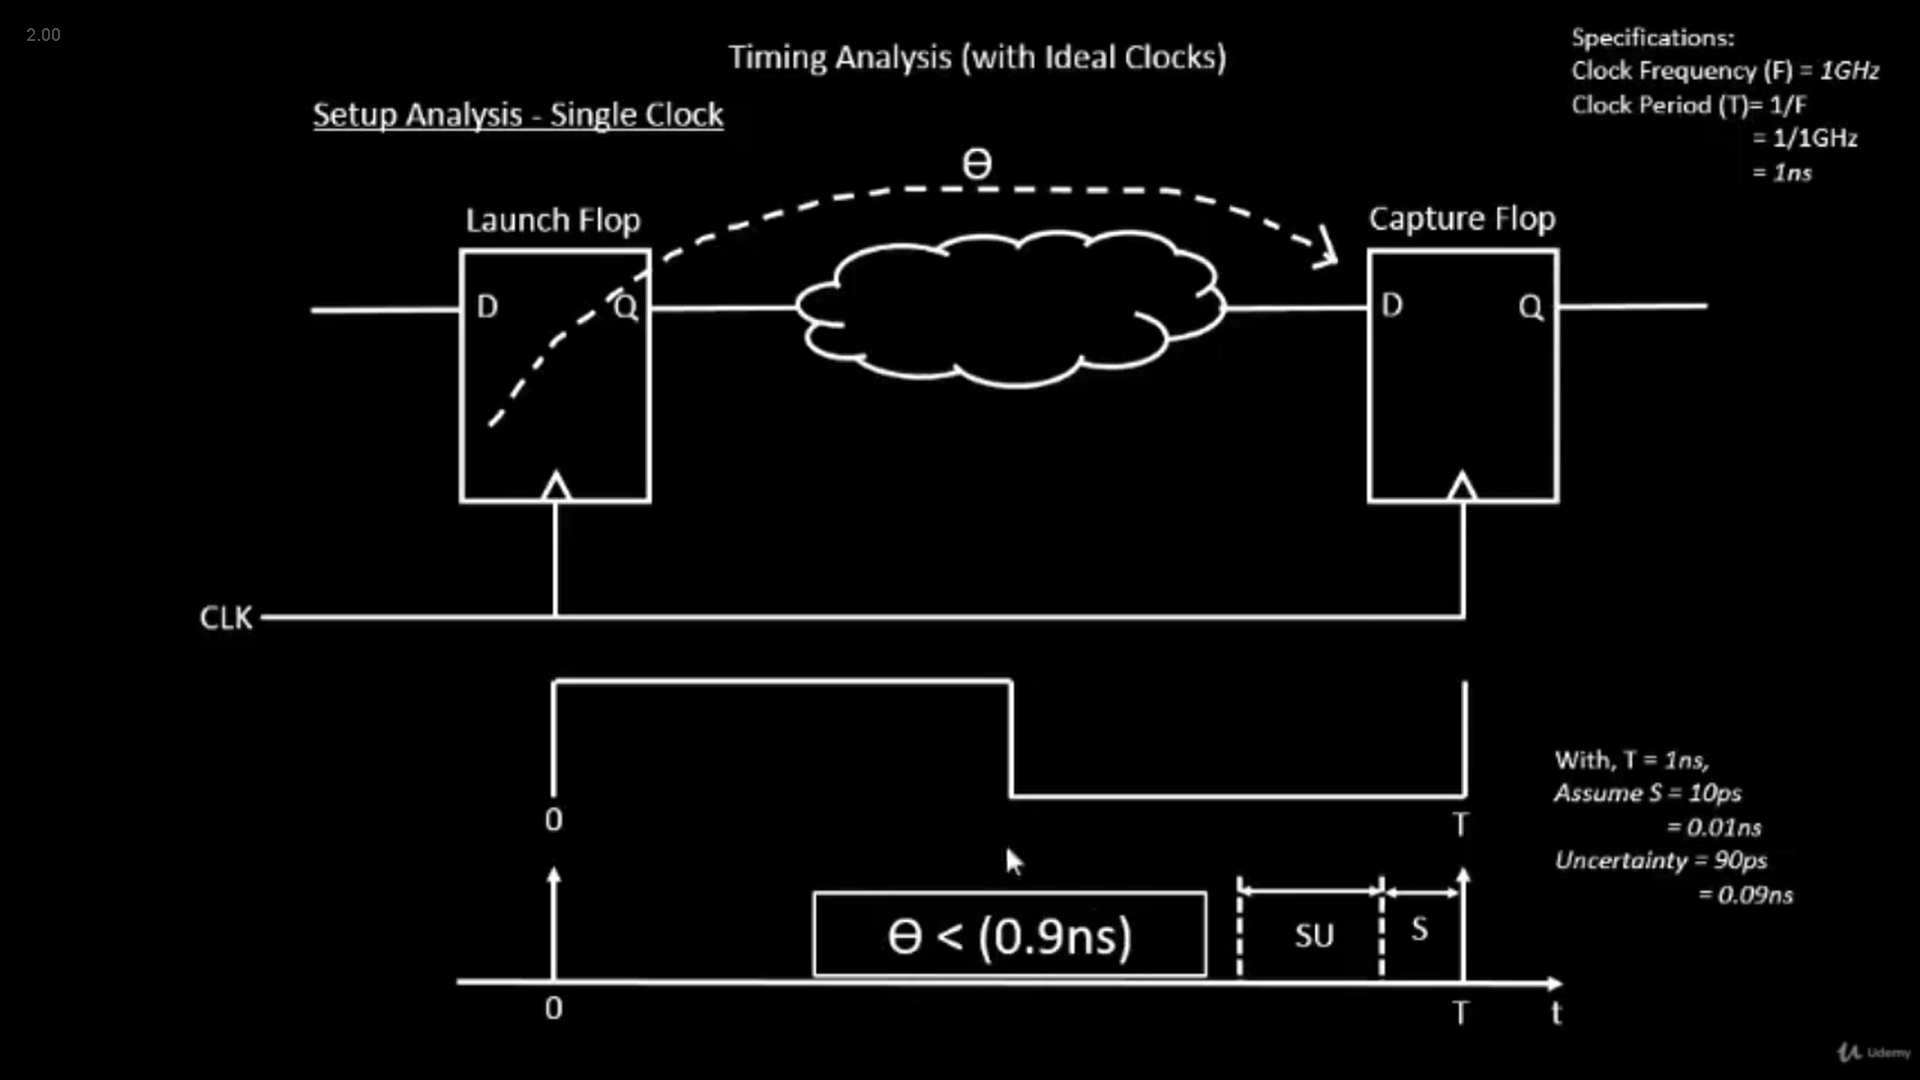 2.00
Timing Analysis (with Ideal Clocks)
Specifications:
Clock Frequency (F) = 1GHz
Clock Period (T)= 1/F
= 1/1GHz
= 1ns
Setup Analysis - Single Clock
Θ
Launch Flop
Capture Flop
D Q
D Q
CLK
0 T
With, T = 1ns,
Assume S = 10ps
= 0.01ns
Uncertainty = 90ps
= 0.09ns
Θ < (0.9ns)
SU S
0 T t
Udemy